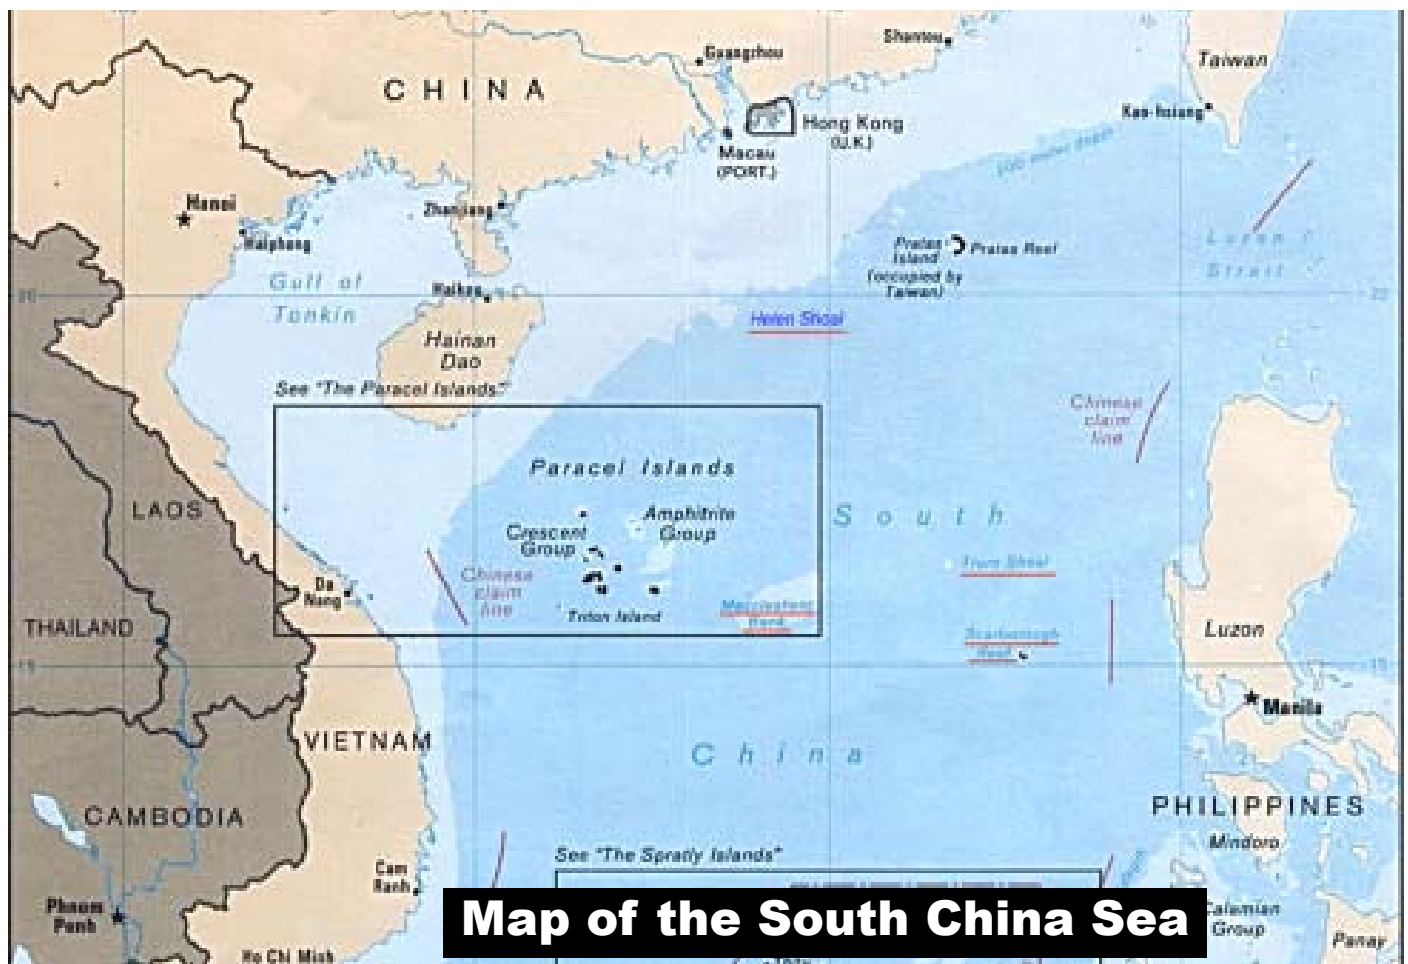 Shantou
Guangzhou
Taiwan
CHINA
Kao-hsiung
Hong Kong
(U.K.)
Macau
(PORT.)
Hanoi
Zhanjiang
Haiphong
Luzon
Strait
Pratas
Island
(occupied by
Taiwan)
Pratas Reef
Gulf of
Tonkin
Haikou
20
20
Helen Shoal
Hainan
Dao
See "The Paracel Islands"
Chinese
claim
line
Paracel Islands
LAOS
Amphitrite
Group
Crescent
Group
South
Chinese
claim
line
Truro Shoal
Da
Nang
Triton Island
Macclesfield
Bank
THAILAND
Luzon
Scarborough
Reef
15
15
Manila
VIETNAM
China
CAMBODIA
PHILIPPINES
Mindoro
See "The Spratly Islands"
Cam
Ranh
Phnom
Penh
Map of the South China Sea
Calamian
Group
Panay
Ho Chi Minh